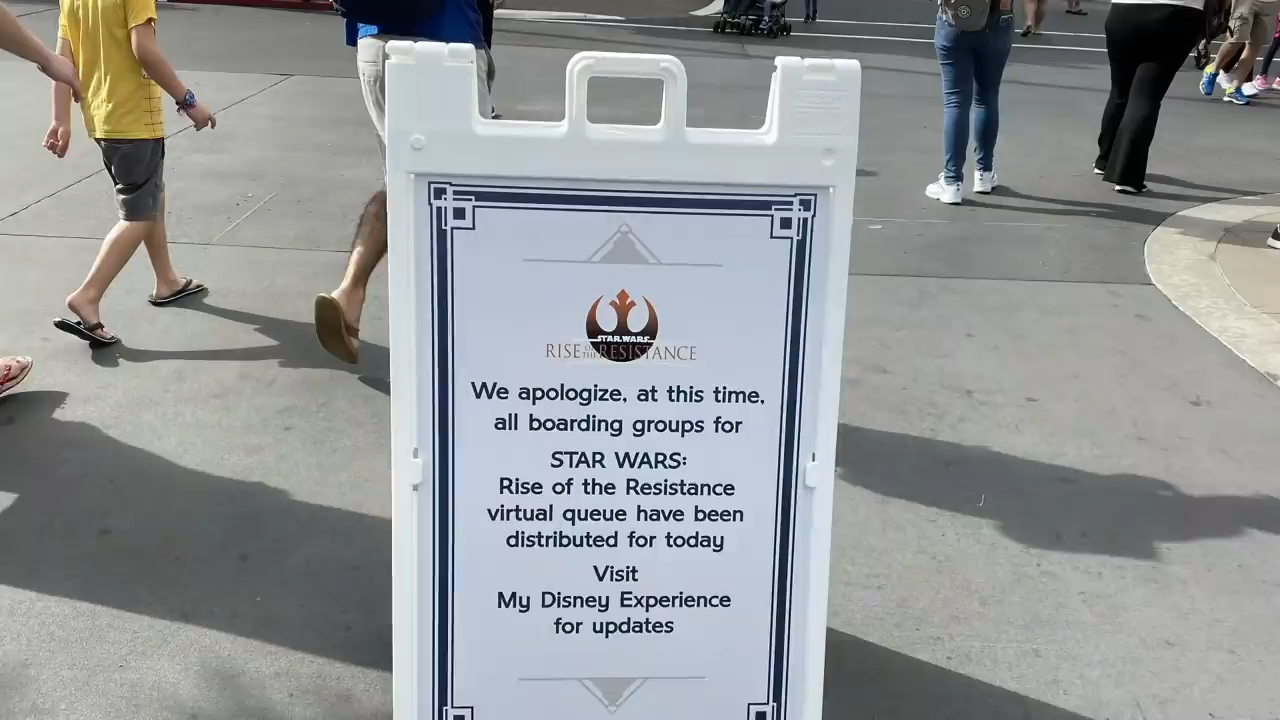 STAR WARS
RISE OF THE RESISTANCE
We apologize, at this time,
all boarding groups for
STAR WARS:
Rise of the Resistance
virtual queue have been
distributed for today
Visit
My Disney Experience
for updates